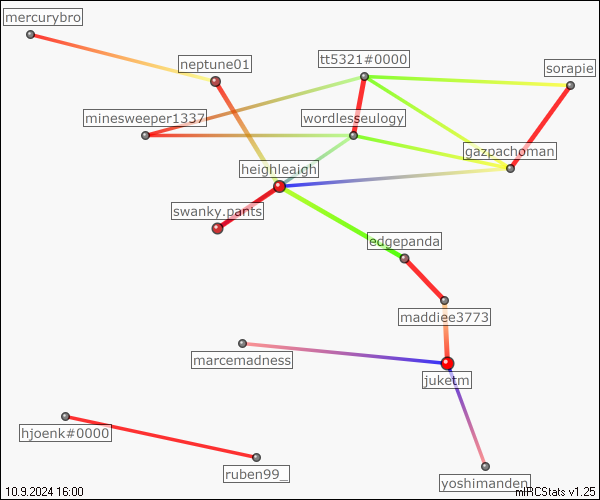 mercurybro
neptune01
tt5321#0000
sorapie
minesweeper1337
wordlesseulogy
gazpachoman
heighleaigh
swanky.pants
edgepanda
maddiee3773
marcemadness
juketm
hjoenk#0000
ruben99_
yoshimanden
10.9.2024 16:00
mIRCStats v1.25